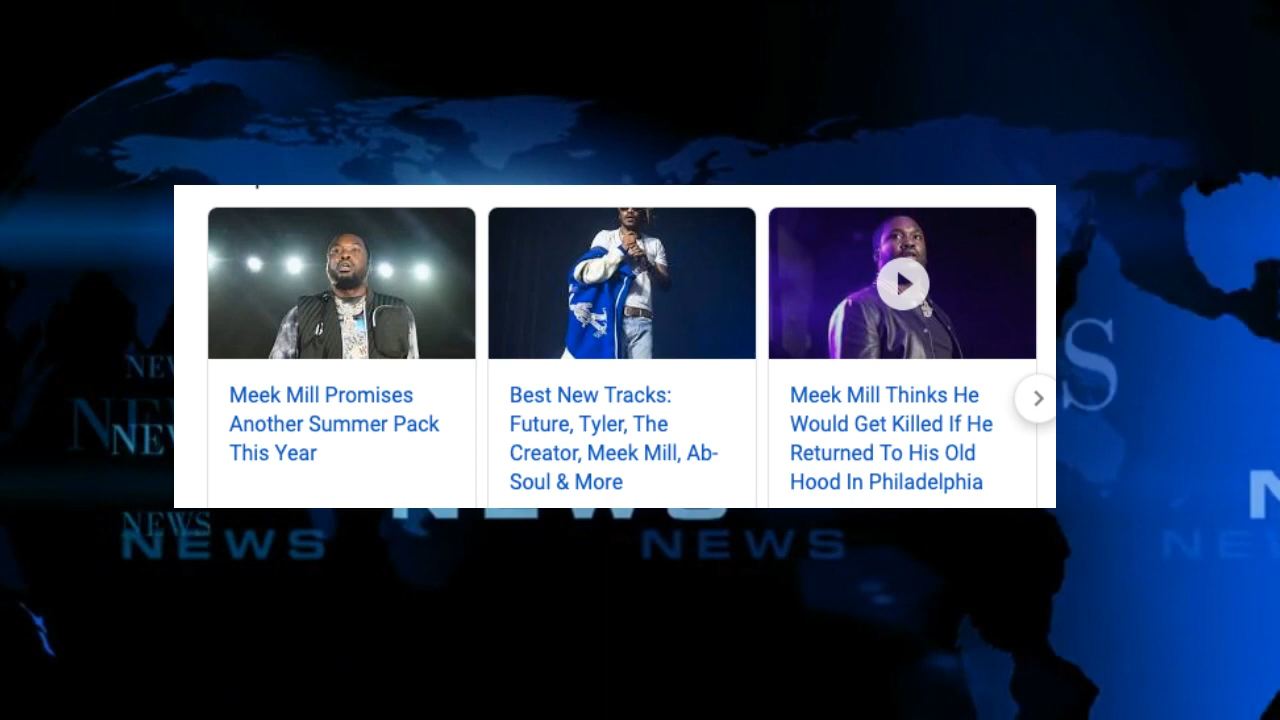 Meek Mill Promises
Another Summer Pack
This Year
Best New Tracks:
Future, Tyler, The
Creator, Meek Mill, Ab-
Soul & More
Meek Mill Thinks He
Would Get Killed If He
Returned To His Old
Hood In Philadelphia
NEWS
NEWS
NEWS